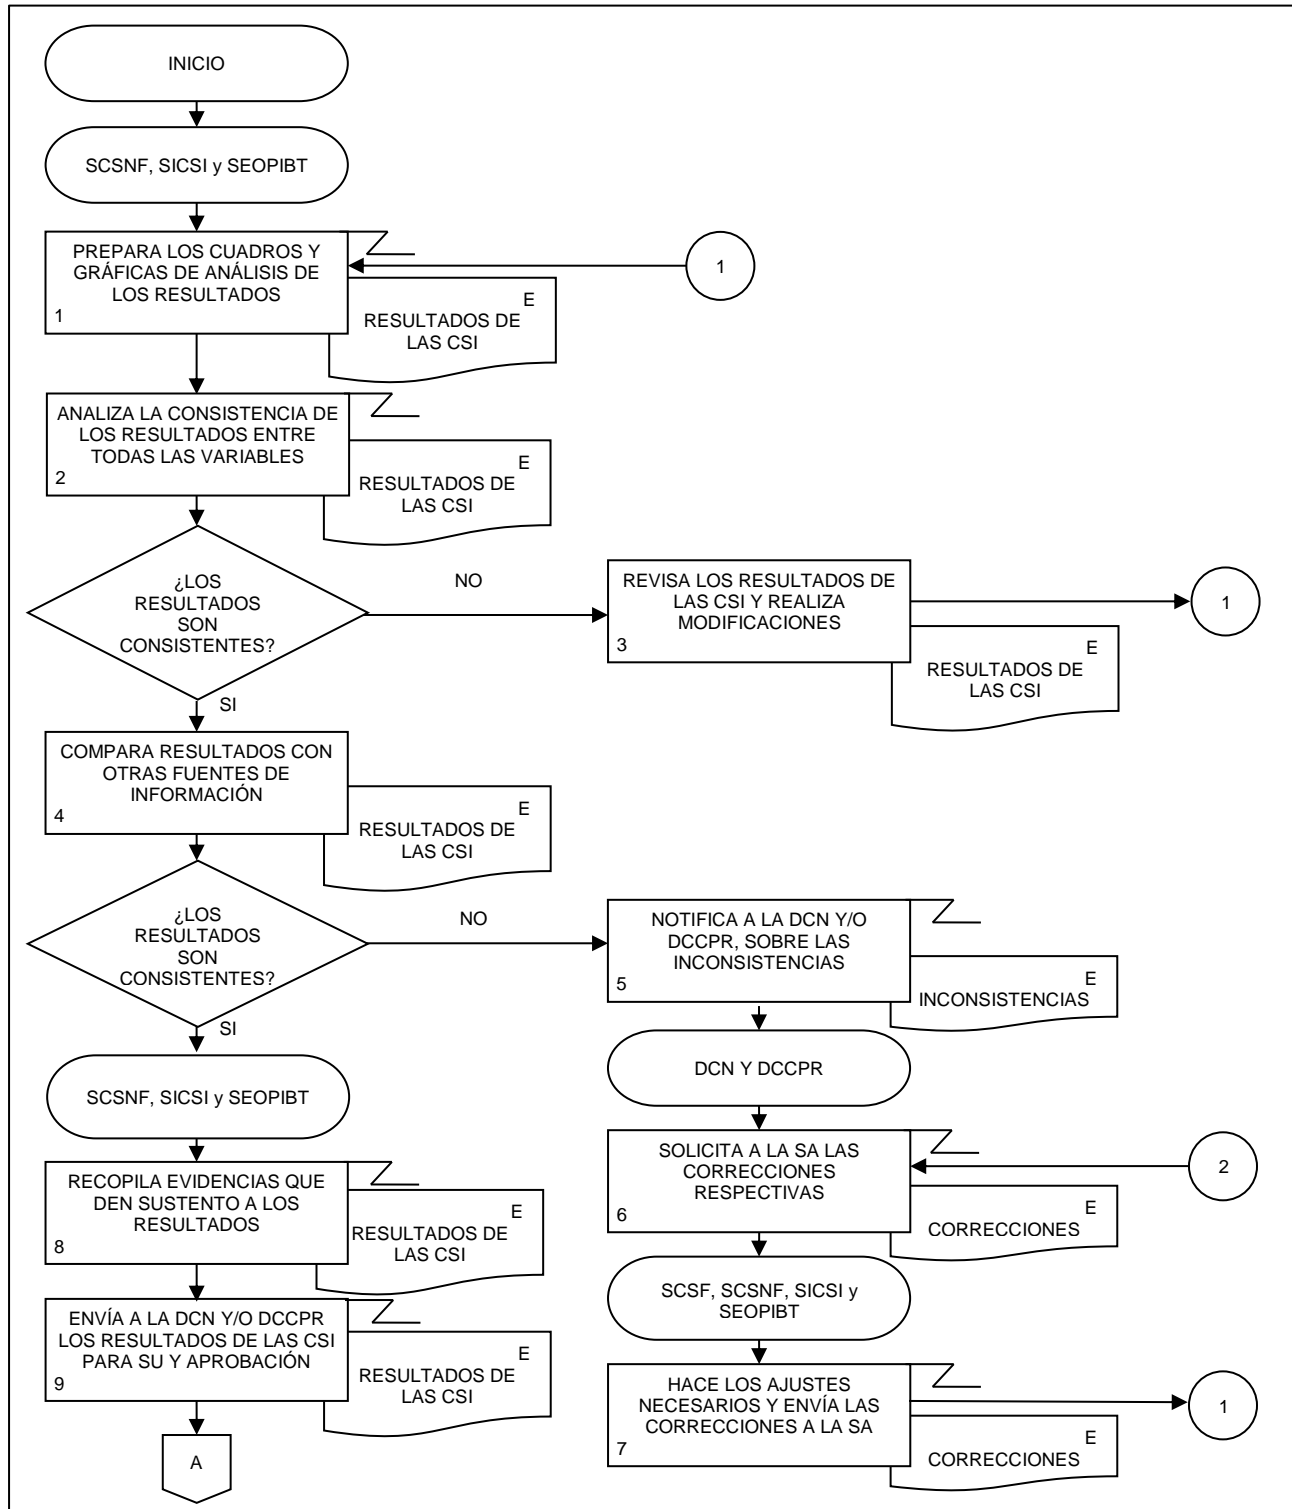 INICIO
SCSNF, SICSI y SEOPIBT
PREPARA LOS CUADROS Y
GRÁFICAS DE ANÁLISIS DE
LOS RESULTADOS
1
E
RESULTADOS DE
LAS CSI
1
ANALIZA LA CONSISTENCIA DE
LOS RESULTADOS ENTRE
TODAS LAS VARIABLES
2
E
RESULTADOS DE
LAS CSI
¿LOS
RESULTADOS
SON
CONSISTENTES?
NO
SI
REVISA LOS RESULTADOS DE
LAS CSI Y REALIZA
MODIFICACIONES
3
E
RESULTADOS DE
LAS CSI
1
COMPARA RESULTADOS CON
OTRAS FUENTES DE
INFORMACIÓN
4
E
RESULTADOS DE
LAS CSI
¿LOS
RESULTADOS
SON
CONSISTENTES?
NO
SI
NOTIFICA A LA DCN Y/O
DCCPR, SOBRE LAS
INCONSISTENCIAS
5
E
INCONSISTENCIAS
DCN Y DCCPR
SOLICITA A LA SA LAS
CORRECCIONES
RESPECTIVAS
6
E
CORRECCIONES
2
SCSF, SCSNF, SICSI y
SEOPIBT
HACE LOS AJUSTES
NECESARIOS Y ENVÍA LAS
CORRECCIONES A LA SA
7
E
CORRECCIONES
1
SCSNF, SICSI y SEOPIBT
RECOPILA EVIDENCIAS QUE
DEN SUSTENTO A LOS
RESULTADOS
8
E
RESULTADOS DE
LAS CSI
ENVÍA A LA DCN Y/O DCCPR
LOS RESULTADOS DE LAS CSI
PARA SU Y APROBACIÓN
9
E
RESULTADOS DE
LAS CSI
A